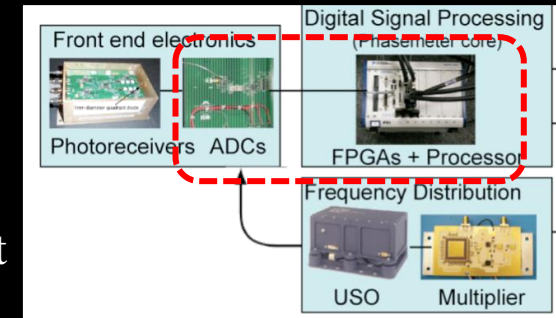 Digital Signal Processing
(Phasemeter core)
Front end electronics
Photoreceivers ADCs
FPGAs + Processor
Frequency Distribution
USO Multiplier
t